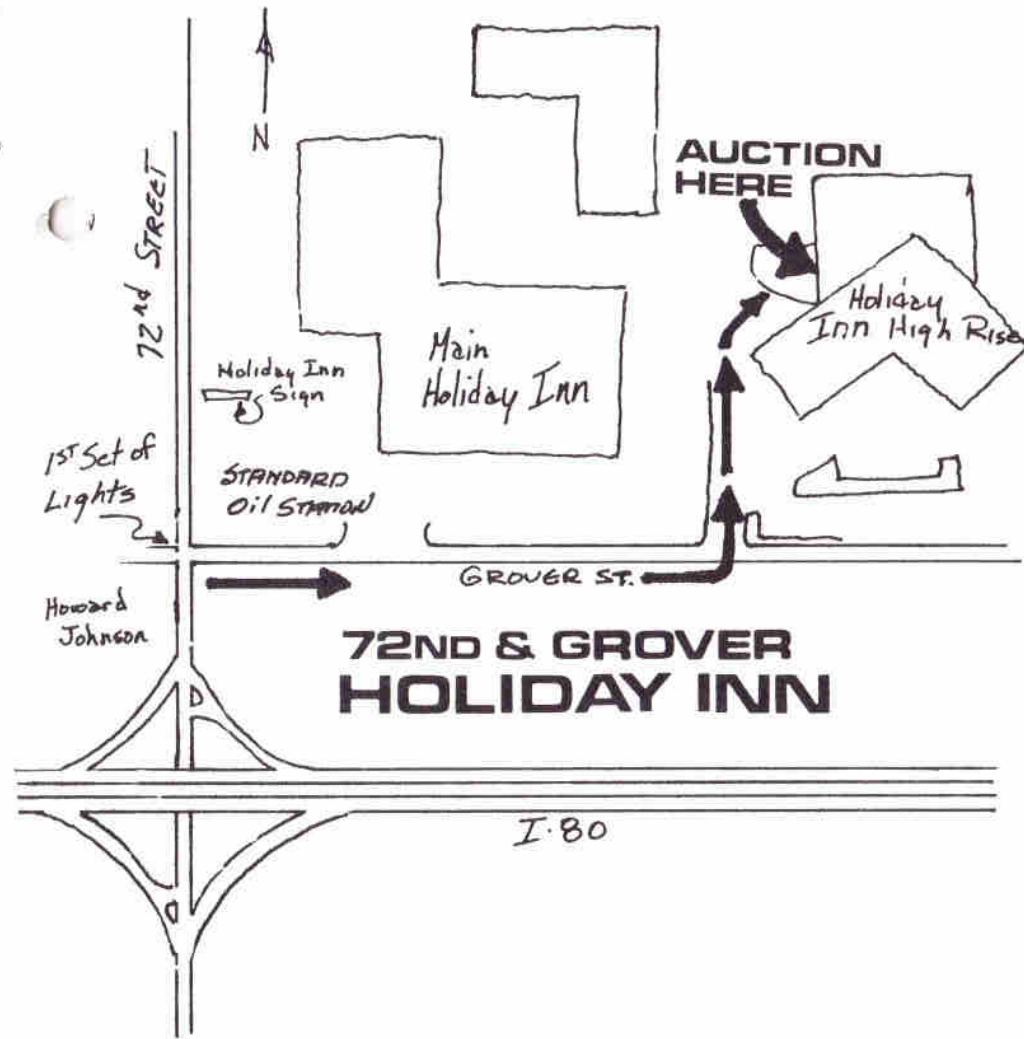 N
72nd STREET
AUCTION
HERE
Holiday
Inn High Rise
Main
Holiday Inn
Holiday Inn
Sign
1ST Set of
Lights
STANDARD
Oil STATION
GROVER ST.
Howard
Johnson
72ND & GROVER
HOLIDAY INN
I-80